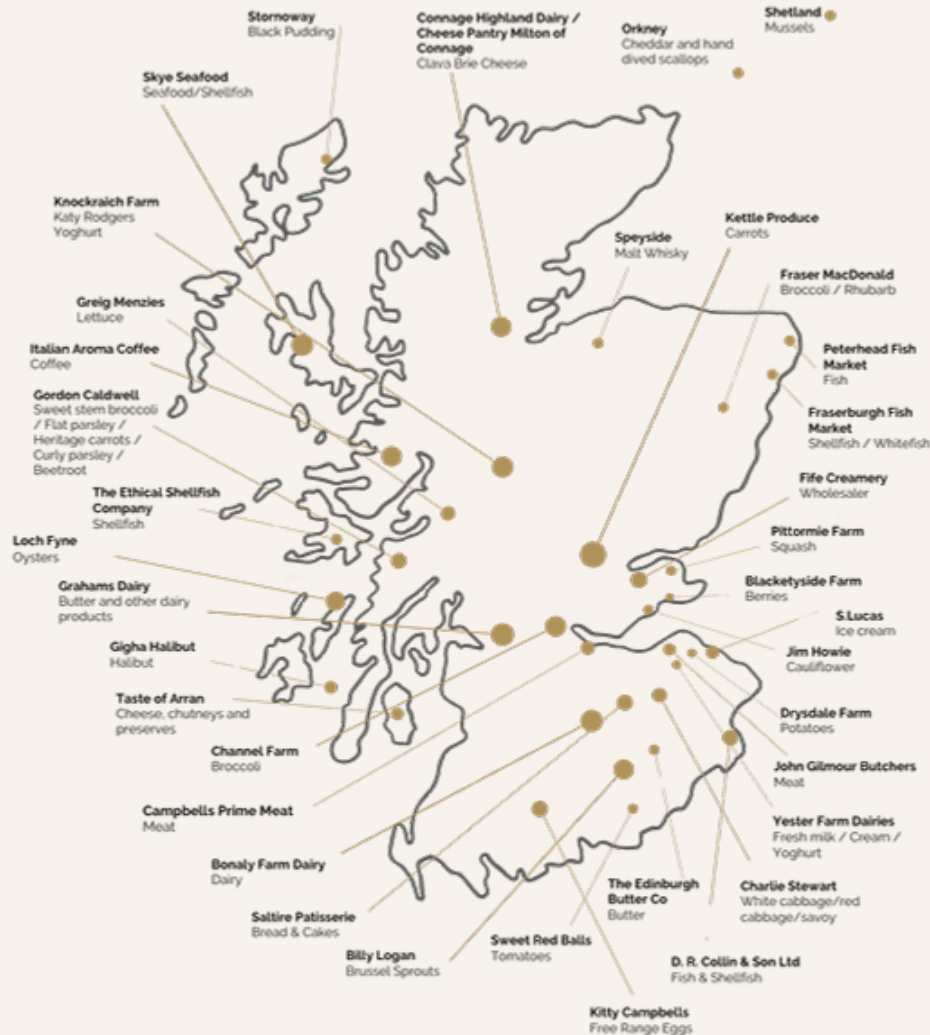 Stornoway
Black Pudding
Connage Highland Dairy /
Cheese Pantry Milton of
Connage
Clava Brie Cheese
Orkney
Cheddar and hand
dived scallops
Shetland
Mussels
Skye Seafood
Seafood/Shellfish
Knockraich Farm
Katy Rodgers
Yoghurt
Speyside
Malt Whisky
Kettle Produce
Carrots
Fraser MacDonald
Broccoli / Rhubarb
Greig Menzies
Lettuce
Italian Aroma Coffee
Coffee
Peterhead Fish
Market
Fish
Gordon Caldwell
Sweet stem broccoli
/ Flat parsley /
Heritage carrots /
Curly parsley /
Beetroot
Fraserburgh Fish
Market
Shellfish / Whitefish
The Ethical Shellfish
Company
Shellfish
Fife Creamery
Wholesaler
Loch Fyne
Oysters
Pittormie Farm
Squash
Grahams Dairy
Butter and other dairy
products
Blacketyside Farm
Berries
S.Lucas
Ice cream
Gigha Halibut
Halibut
Jim Howie
Cauliflower
Taste of Arran
Cheese, chutneys and
preserves
Drysdale Farm
Potatoes
Channel Farm
Broccoli
John Gilmour Butchers
Meat
Campbells Prime Meat
Meat
Yester Farm Dairies
Fresh milk / Cream /
Yoghurt
Bonaly Farm Dairy
Dairy
The Edinburgh
Butter Co
Butter
Charlie Stewart
White cabbage/red
cabbage/savoy
Saltire Patisserie
Bread & Cakes
Sweet Red Balls
Tomatoes
Billy Logan
Brussel Sprouts
D. R. Collin & Son Ltd
Fish & Shellfish
Kitty Campbells
Free Range Eggs